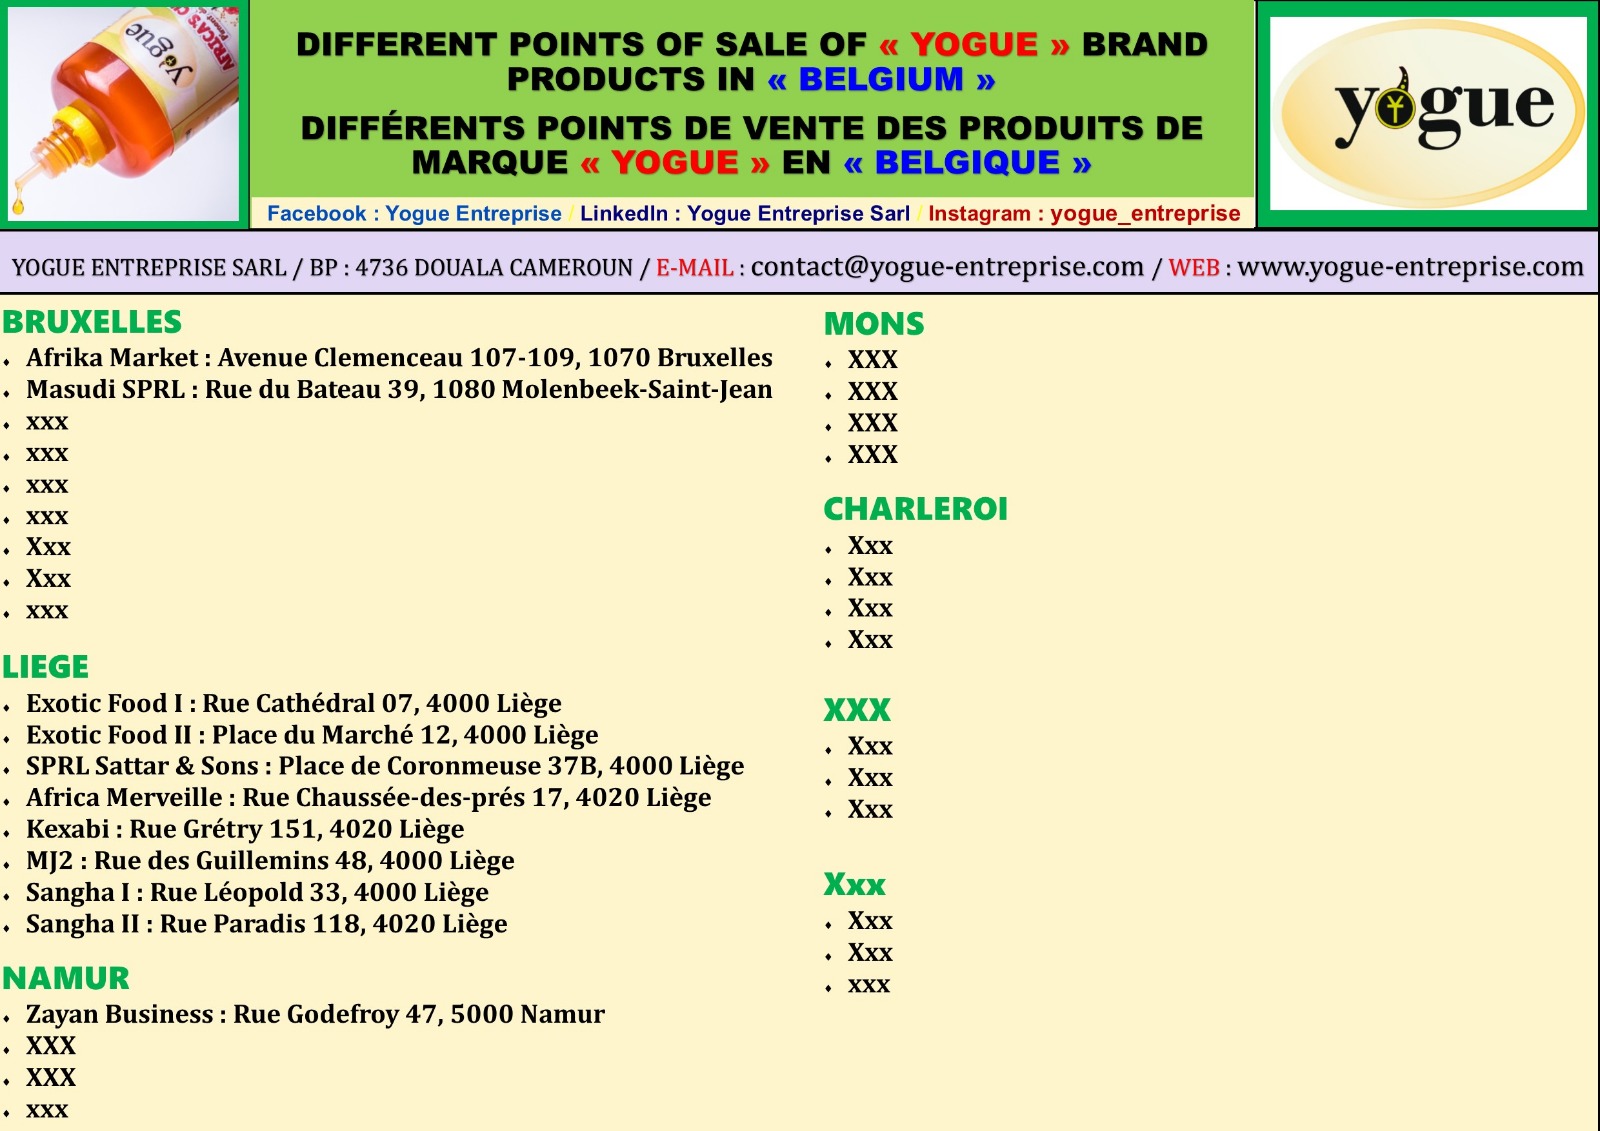 Yogue
AFRICA'S
DIFFERENT POINTS OF SALE OF « YOGUE » BRAND
PRODUCTS IN « BELGIUM »
DIFFÉRENTS POINTS DE VENTE DES PRODUITS DE
MARQUE « YOGUE » EN « BELGIQUE »
Facebook : Yogue Entreprise / LinkedIn : Yogue Entreprise Sarl / Instagram : yogue_entreprise
yogue
YOGUE ENTREPRISE SARL / BP : 4736 DOUALA CAMEROUN / E-MAIL : contact@yogue-entreprise.com / WEB : www.yogue-entreprise.com
BRUXELLES
Afrika Market : Avenue Clemenceau 107-109, 1070 Bruxelles
Masudi SPRL : Rue du Bateau 39, 1080 Molenbeek-Saint-Jean
xxx
xxx
xxx
xxx
Xxx
Xxx
xxx
LIEGE
Exotic Food I : Rue Cathédral 07, 4000 Liège
Exotic Food II : Place du Marché 12, 4000 Liège
SPRL Sattar & Sons : Place de Coronmeuse 37B, 4000 Liège
Africa Merveille : Rue Chaussée-des-prés 17, 4020 Liège
Kexabi : Rue Grétry 151, 4020 Liège
MJ2 : Rue des Guillemins 48, 4000 Liège
Sangha I : Rue Léopold 33, 4000 Liège
Sangha II : Rue Paradis 118, 4020 Liège
NAMUR
Zayan Business : Rue Godefroy 47, 5000 Namur
XXX
XXX
xxx
MONS
XXX
XXX
XXX
XXX
CHARLEROI
Xxx
Xxx
Xxx
Xxx
XXX
Xxx
Xxx
Xxx
Xxx
Xxx
Xxx
xxx